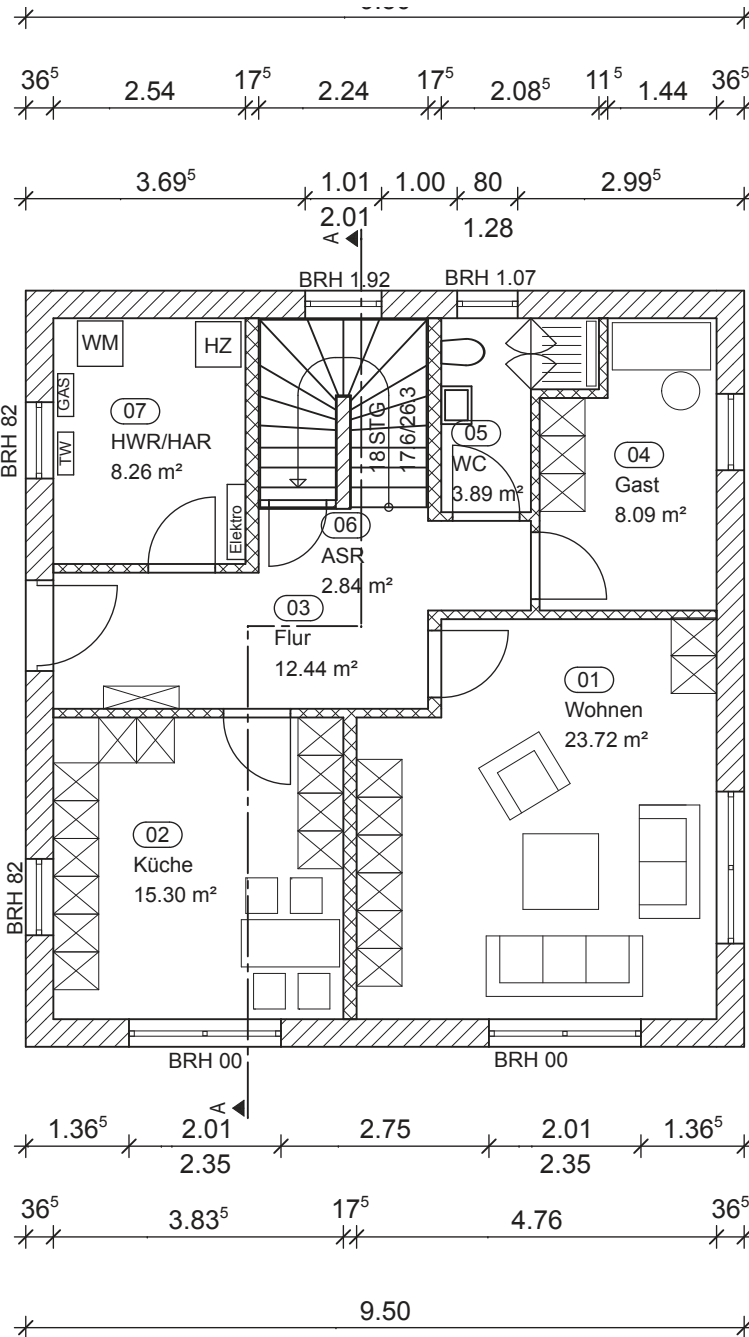 36⁵ 2.54 17⁵ 2.24 17⁵ 2.08⁵ 11⁵ 1.44 36⁵
3.69⁵ 1.01 1.00 80 2.99⁵
2.01 1.28
A
BRH 1.92 BRH 1.07
WM HZ
GAS
TW
BRH 82
07
HWR/HAR
8.26 m²
Elektro
18 STG
17.6/26.3
05
WC
3.89 m²
04
Gast
8.09 m²
06
ASR
2.84 m²
03
Flur
12.44 m²
01
Wohnen
23.72 m²
02
Küche
15.30 m²
BRH 82
BRH 00 BRH 00
A
1.36⁵ 2.01 2.75 2.01 1.36⁵
2.35 2.35
36⁵ 3.83⁵ 17⁵ 4.76 36⁵
9.50